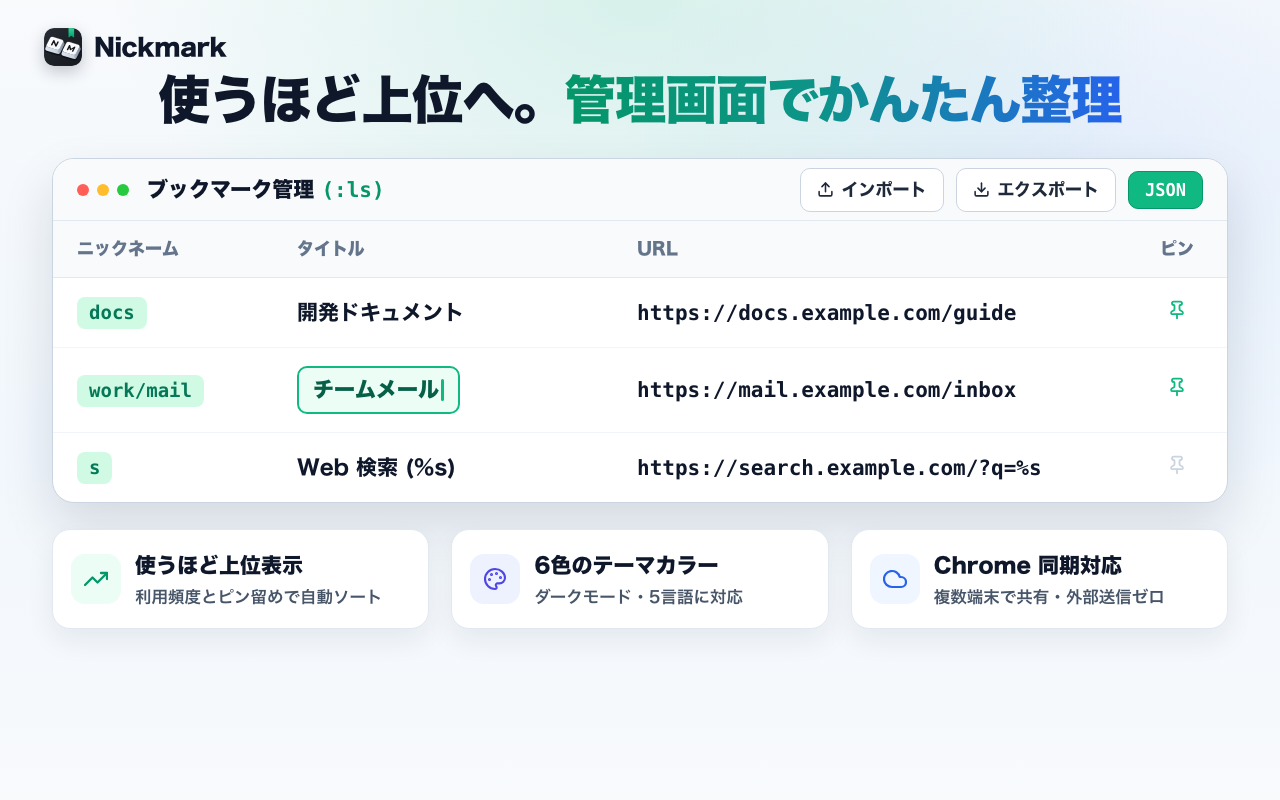 Nickmark
使うほど上位へ。管理画面でかんたん整理
ブックマーク管理 (:ls)
インポート
エクスポート
JSON
ニックネーム タイトル URL ピン
docs 開発ドキュメント https://docs.example.com/guide
work/mail チームメール https://mail.example.com/inbox
s Web 検索 (%s) https://search.example.com/?q=%s
使うほど上位表示
利用頻度とピン留めで自動ソート
6色のテーマカラー
ダークモード・5言語に対応
Chrome 同期対応
複数端末で共有・外部送信ゼロ